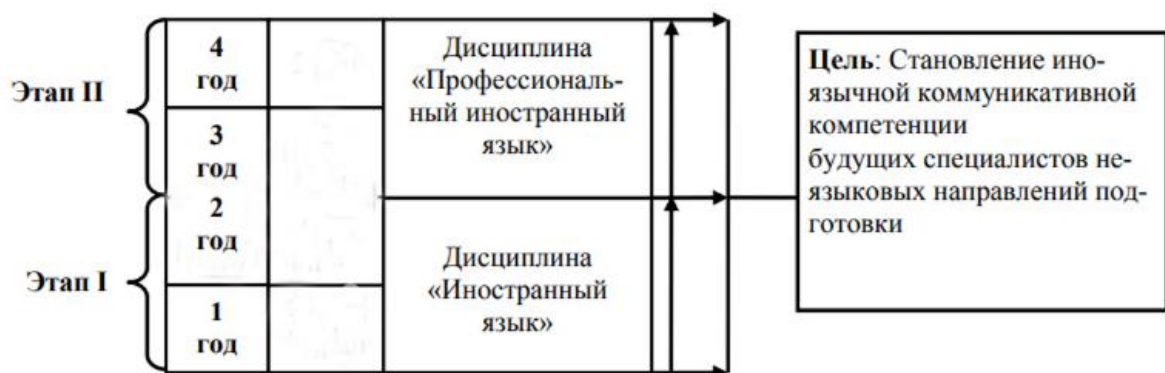 Этап II
4
год
3
год
Дисциплина
«Профессиональ-
ный иностранный
язык»
Этап I
2
год
1
год
Дисциплина
«Иностранный
язык»
Цель: Становление ино-
язычной коммуникативной
компетенции
будущих специалистов не-
языковых направлений под-
готовки